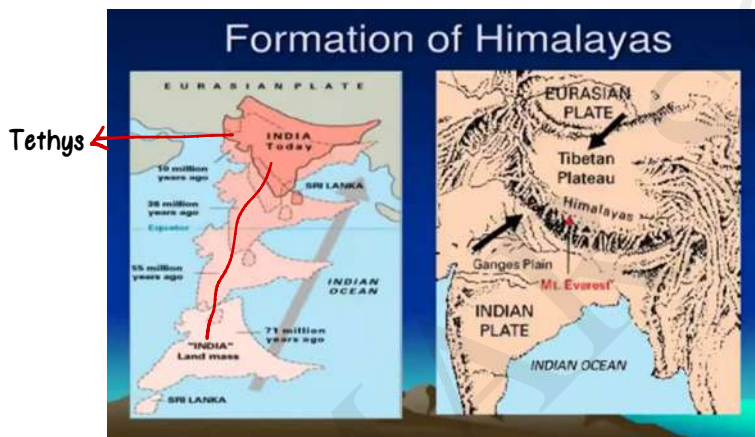 Formation of Himalayas
Tethys
EURASIAN PLATE
INDIA
Today
10 million
years ago
SRI LANKA
38 million
years ago
Equator
55 million
years ago
INDIAN
OCEAN
71 million
years ago
"INDIA"
Land mass
SRI LANKA
EURASIAN
PLATE
Tibetan
Plateau
Himalayas
Ganges Plain
Mt. Everest
INDIAN
PLATE
INDIAN OCEAN